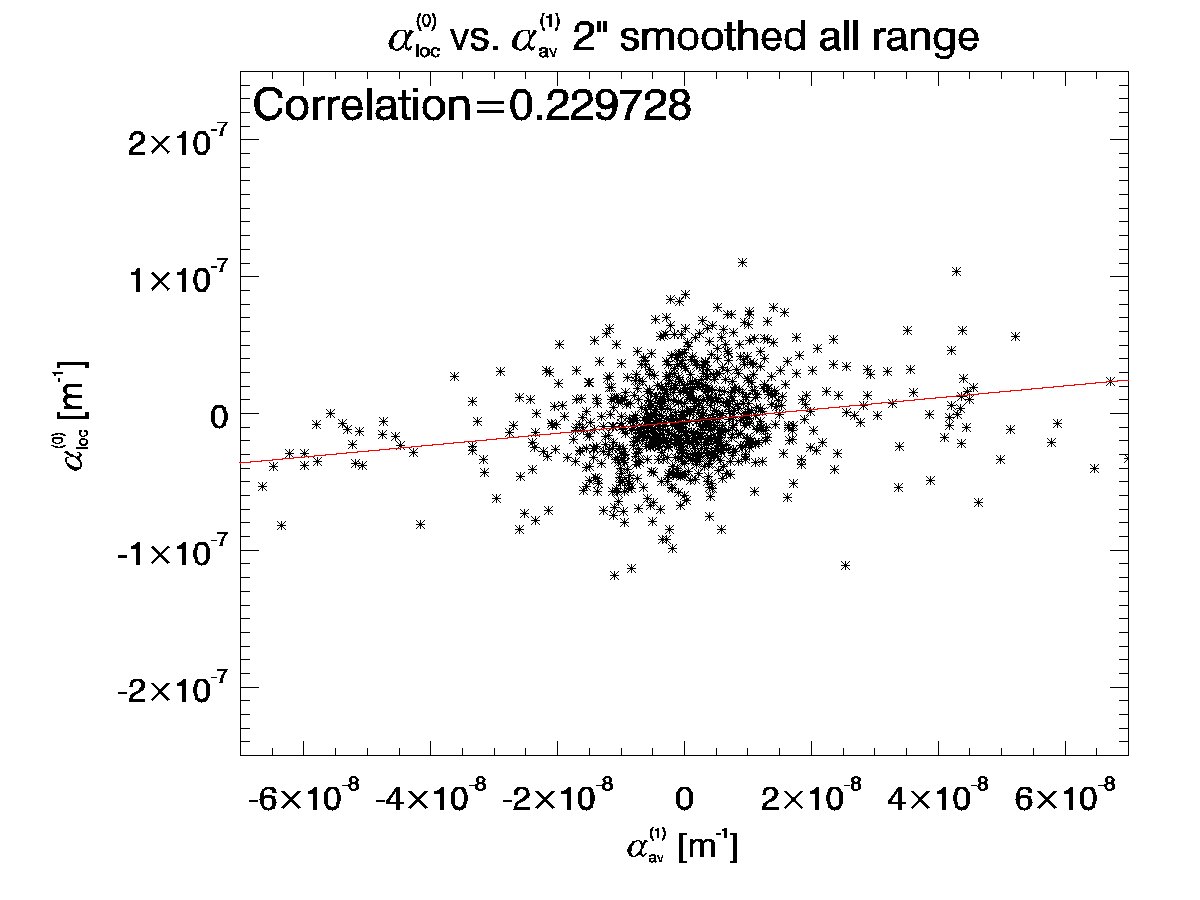 α_loc^(0) vs. α_av^(1) 2" smoothed all range
Correlation=0.229728
2×10^-7
1×10^-7
0
-1×10^-7
-2×10^-7
α_loc^(0) [m^-1]
-6×10^-8 -4×10^-8 -2×10^-8 0 2×10^-8 4×10^-8 6×10^-8
α_av^(1) [m^-1]